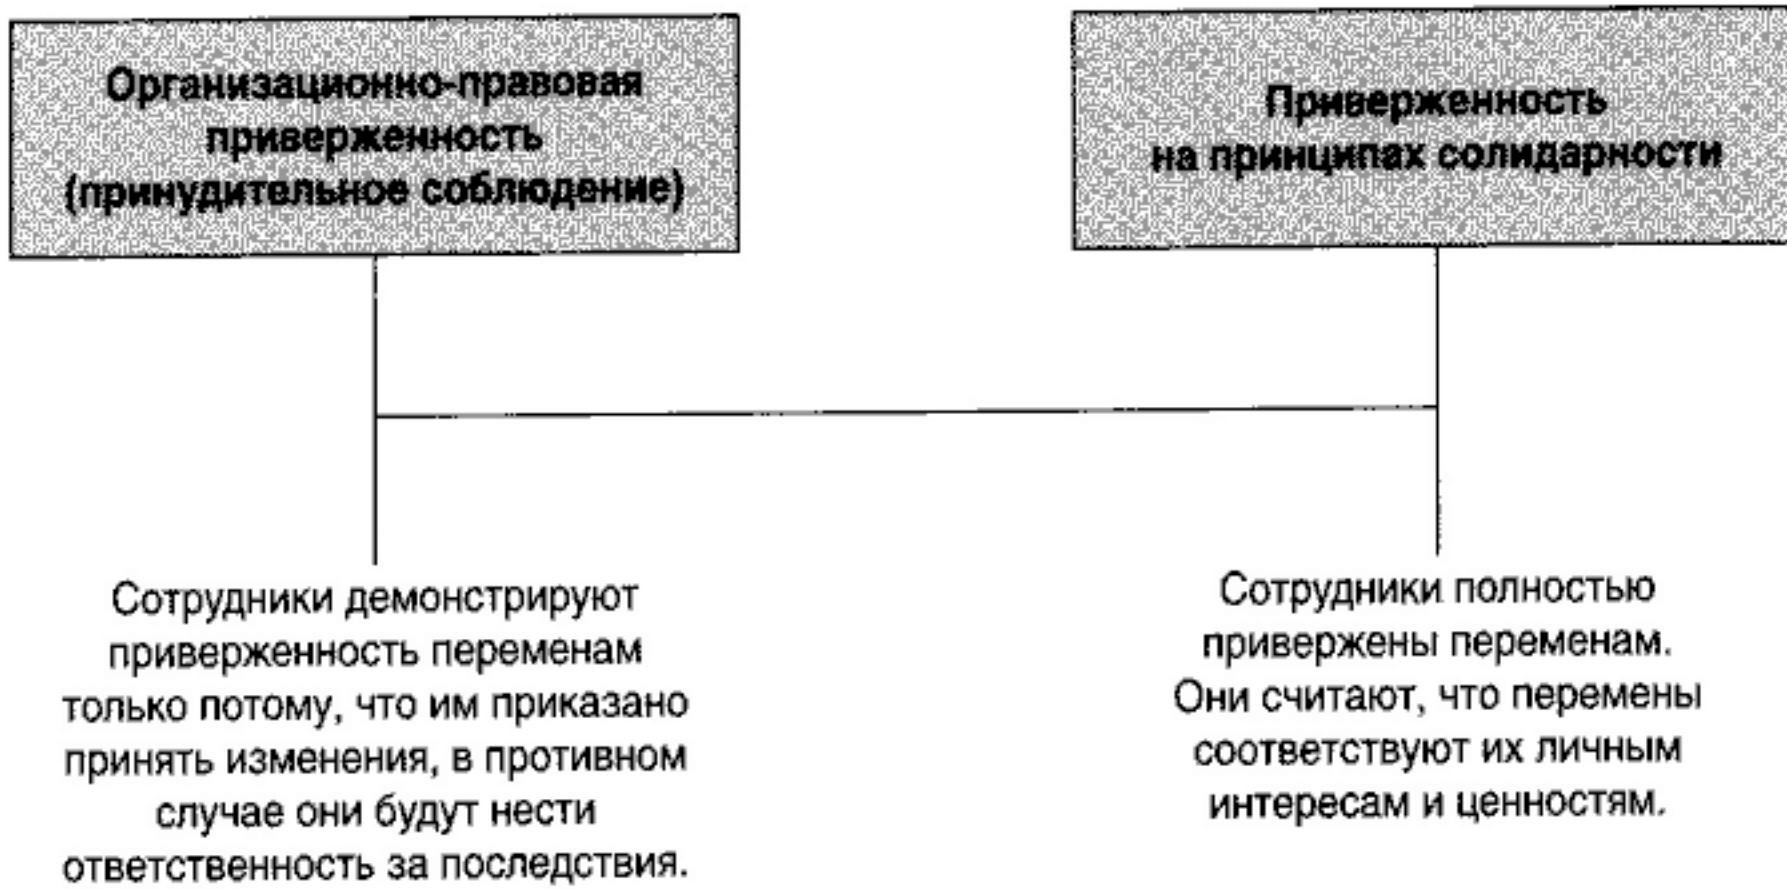 Организационно-правовая
приверженность
(принудительное соблюдение)
Приверженность
на принципах солидарности
Сотрудники демонстрируют
приверженность переменам
только потому, что им приказано
принять изменения, в противном
случае они будут нести
ответственность за последствия.
Сотрудники полностью
привержены переменам.
Они считают, что перемены
соответствуют их личным
интересам и ценностям.